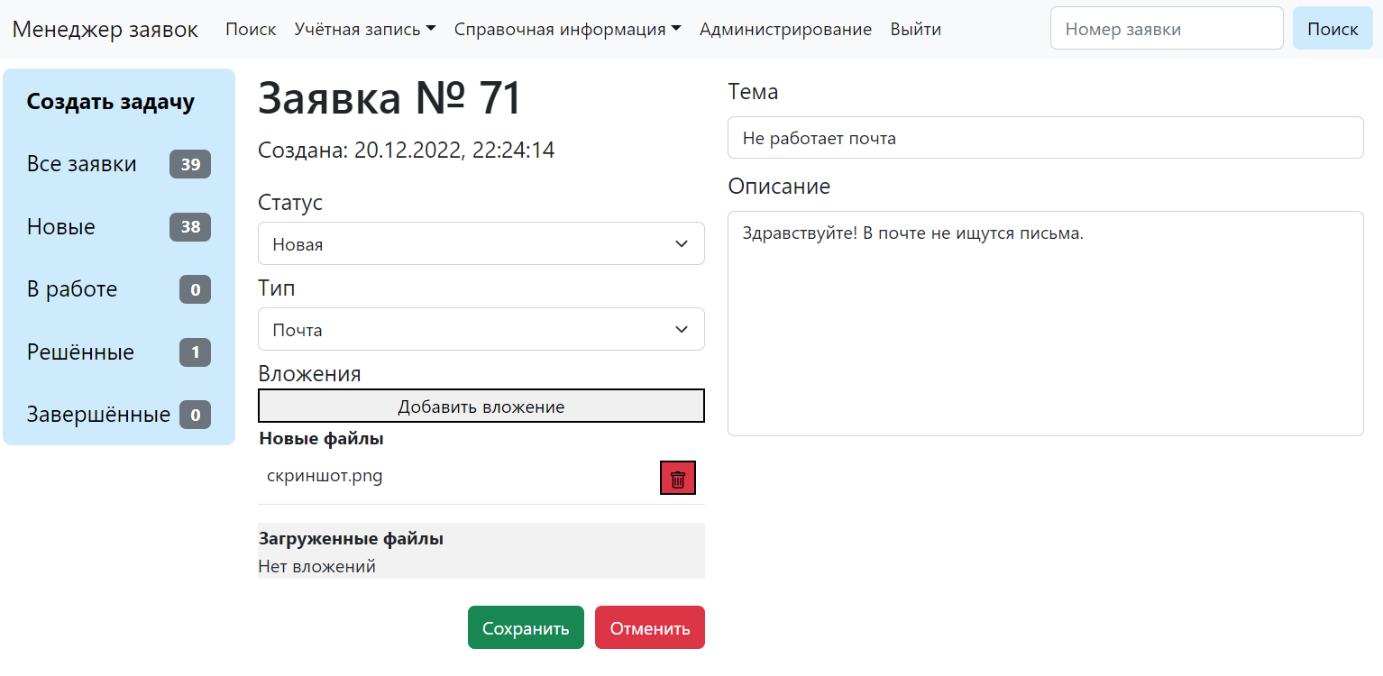 Менеджер заявок Поиск Учётная запись Справочная информация Администрирование Выйти Номер заявки Поиск
Создать задачу
Все заявки 39
Новые 38
В работе 0
Решённые 1
Завершённые 0
Заявка № 71
Создана: 20.12.2022, 22:24:14
Статус
Новая
Тип
Почта
Вложения
Добавить вложение
Новые файлы
скриншот.png
Загруженные файлы
Нет вложений
Сохранить Отменить
Тема
Не работает почта
Описание
Здравствуйте! В почте не ищутся письма.